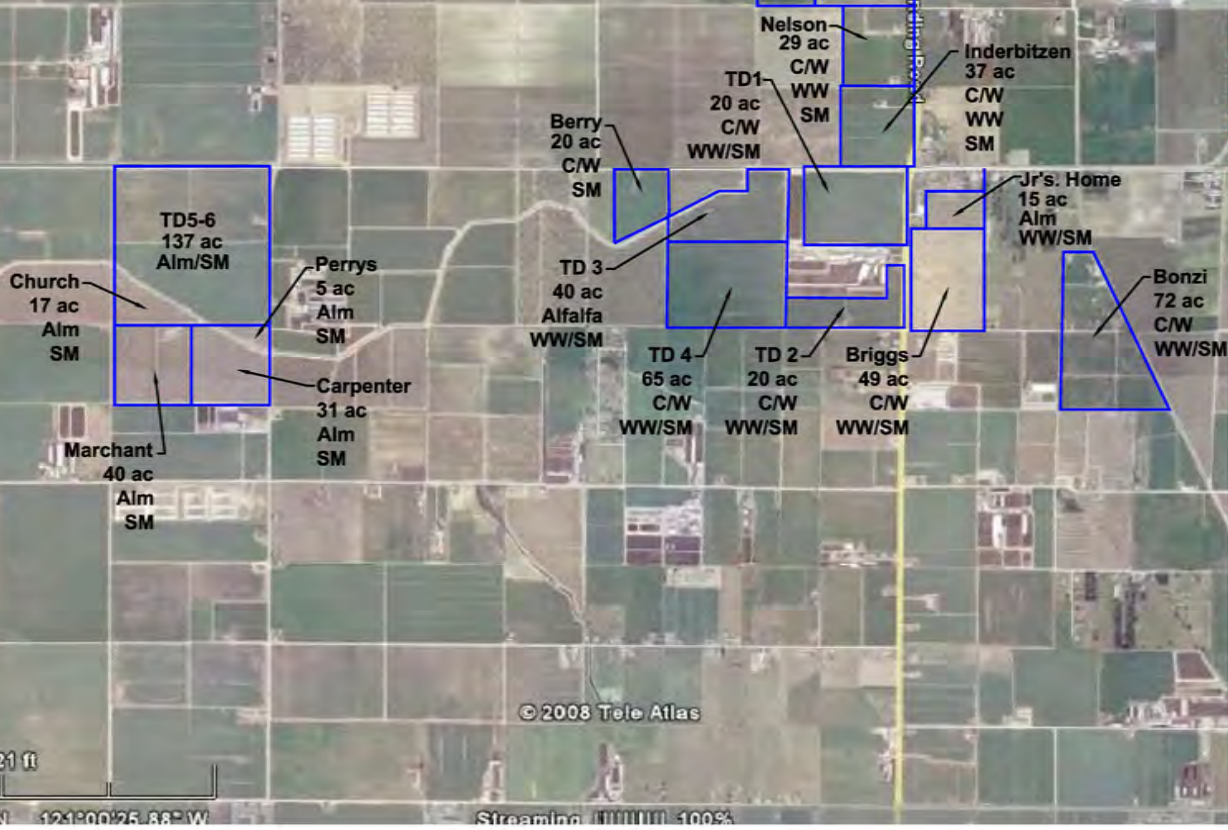 Nelson
29 ac
C/W
WW
SM
Inderbitzen
37 ac
C/W
WW
SM
TD1
20 ac
C/W
WW/SM
Berry
20 ac
C/W
SM
Jr's. Home
15 ac
Alm
WW/SM
TD5-6
137 ac
Alm/SM
Church
17 ac
Alm
SM
Perrys
5 ac
Alm
SM
TD 3
40 ac
Alfalfa
WW/SM
Bonzi
72 ac
C/W
WW/SM
TD 4
65 ac
C/W
WW/SM
TD 2
20 ac
C/W
WW/SM
Briggs
49 ac
C/W
WW/SM
Carpenter
31 ac
Alm
SM
Marchant
40 ac
Alm
SM
© 2008 Tele Atlas
21 ft
N 121°00'25.88" W
Streaming ||||||||| 100%